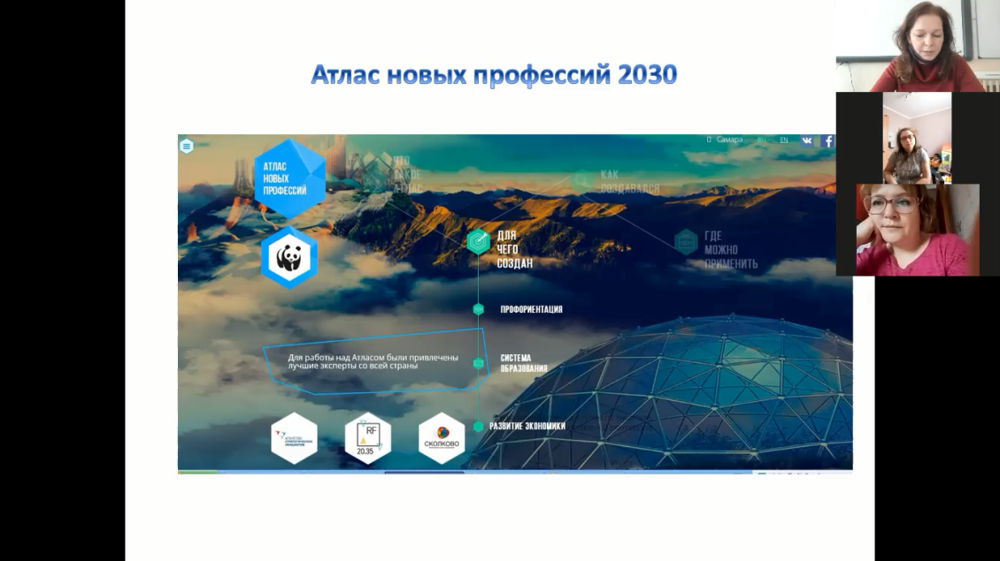 Атлас новых профессий 2030
0 Самара RU EN
АТЛАС
НОВЫХ
ПРОФЕССИЙ
ЧТО
ТАКОЕ
АТЛАС
КАК
СОЗДАВАЛСЯ
ДЛЯ
ЧЕГО
СОЗДАН
ГДЕ
МОЖНО
ПРИМЕНИТЬ
ПРОФОРИЕНТАЦИЯ
Для работы над Атласом были привлечены
лучшие эксперты со всей страны
СИСТЕМА
ОБРАЗОВАНИЯ
РАЗВИТИЕ ЭКОНОМИКИ
RF
20.35
СКОЛКОВО